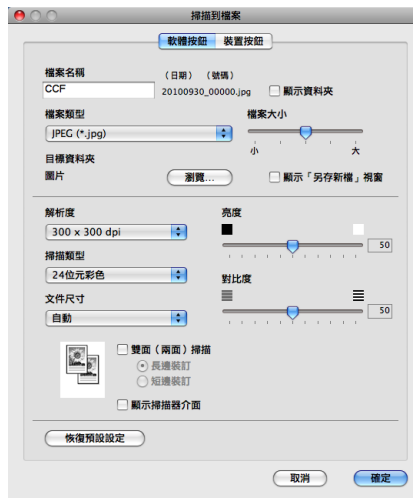 掃描到檔案
軟體按鈕 裝置按鈕
檔案名稱 (日期) (號碼)
CCF 20100930_00000.jpg 顯示資料夾
檔案類型 檔案大小
JPEG (*.jpg)
小 大
目標資料夾
圖片 瀏覽... 顯示「另存新檔」視窗
解析度 亮度
300 x 300 dpi
50
掃描類型
24位元彩色 對比度
文件尺寸
自動 50
雙面(兩面)掃描
長邊裝訂
短邊裝訂
顯示掃描器介面
恢復預設設定
取消 確定